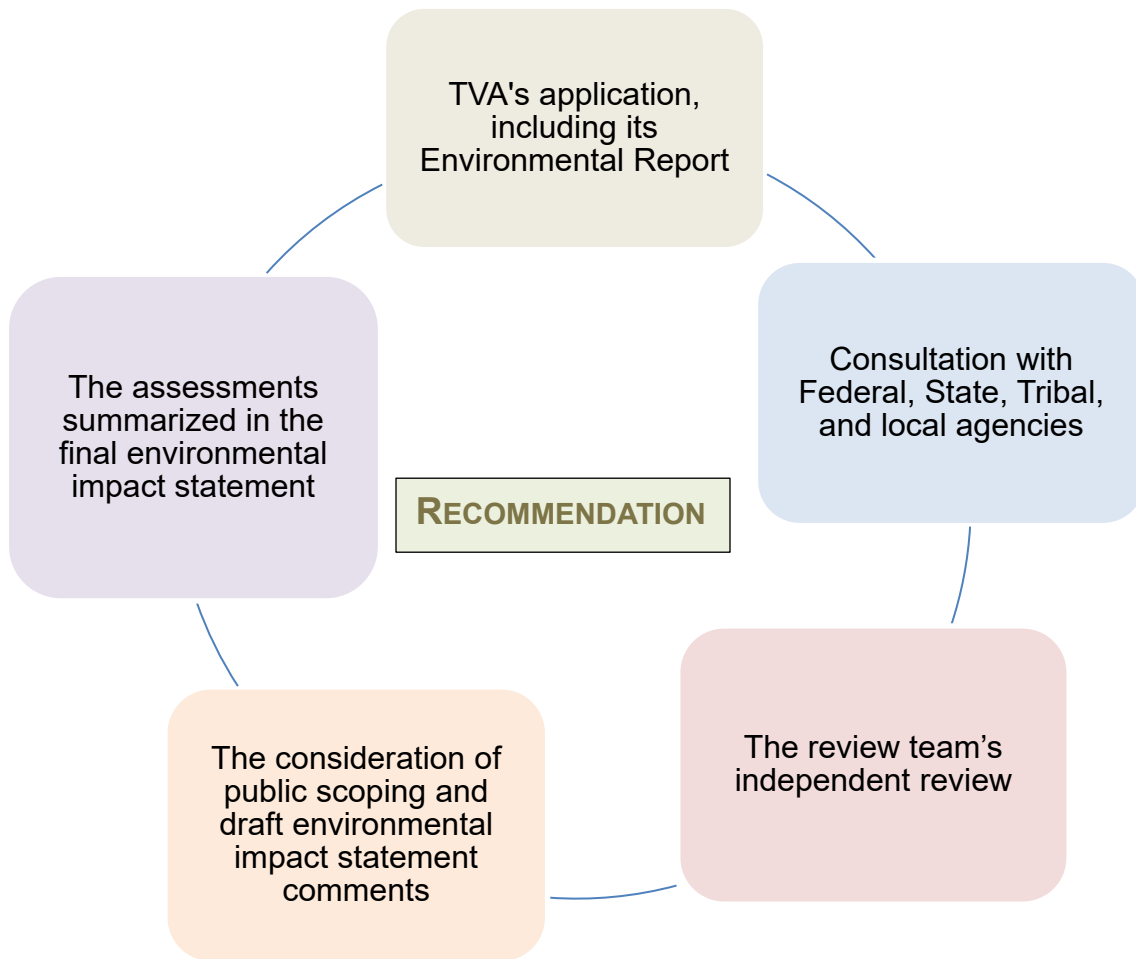 TVA's application,
including its
Environmental Report
Consultation with
Federal, State, Tribal,
and local agencies
The review team’s
independent review
The consideration of
public scoping and
draft environmental
impact statement
comments
The assessments
summarized in the
final environmental
impact statement
RECOMMENDATION